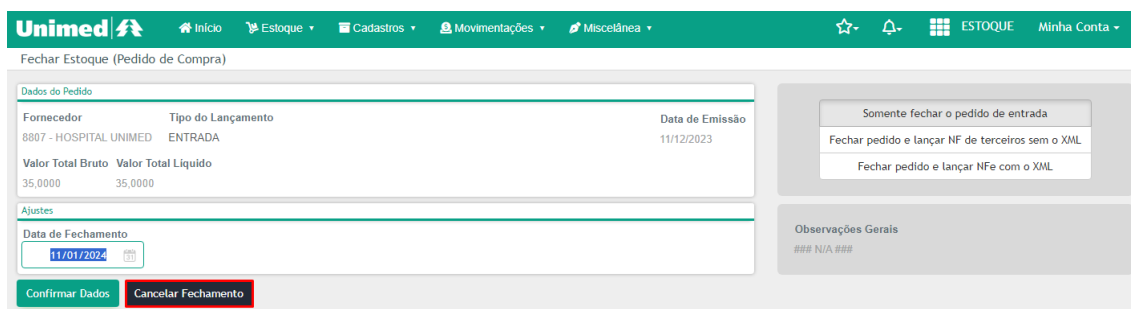 Unimed Início Estoque Cadastros Movimentações Miscelânea ESTOQUE Minha Conta
Fechar Estoque (Pedido de Compra)
Dados do Pedido
Fornecedor Tipo do Lançamento Data de Emissão
8807 - HOSPITAL UNIMED ENTRADA 11/12/2023
Valor Total Bruto Valor Total Líquido
35,0000 35,0000
Somente fechar o pedido de entrada
Fechar pedido e lançar NF de terceiros sem o XML
Fechar pedido e lançar NFe com o XML
Ajustes
Data de Fechamento
11/01/2024 31
Observações Gerais
### N/A ###
Confirmar Dados Cancelar Fechamento